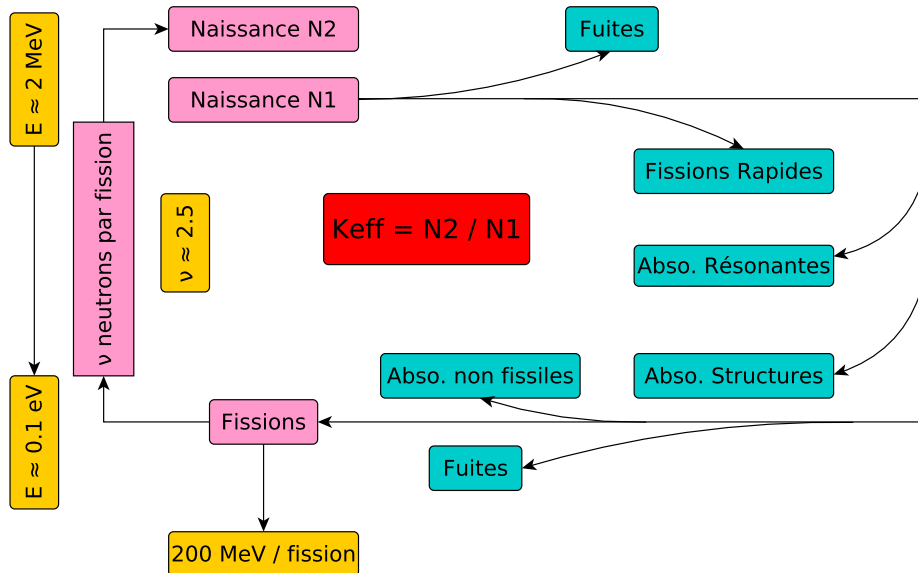 Naissance N2
Fuites
E ≈ 2 MeV
Naissance N1
ν neutrons par fission
Fissions Rapides
ν ≈ 2.5
Keff = N2 / N1
Abso. Résonantes
Abso. non fissiles
Abso. Structures
E ≈ 0.1 eV
Fissions
Fuites
200 MeV / fission